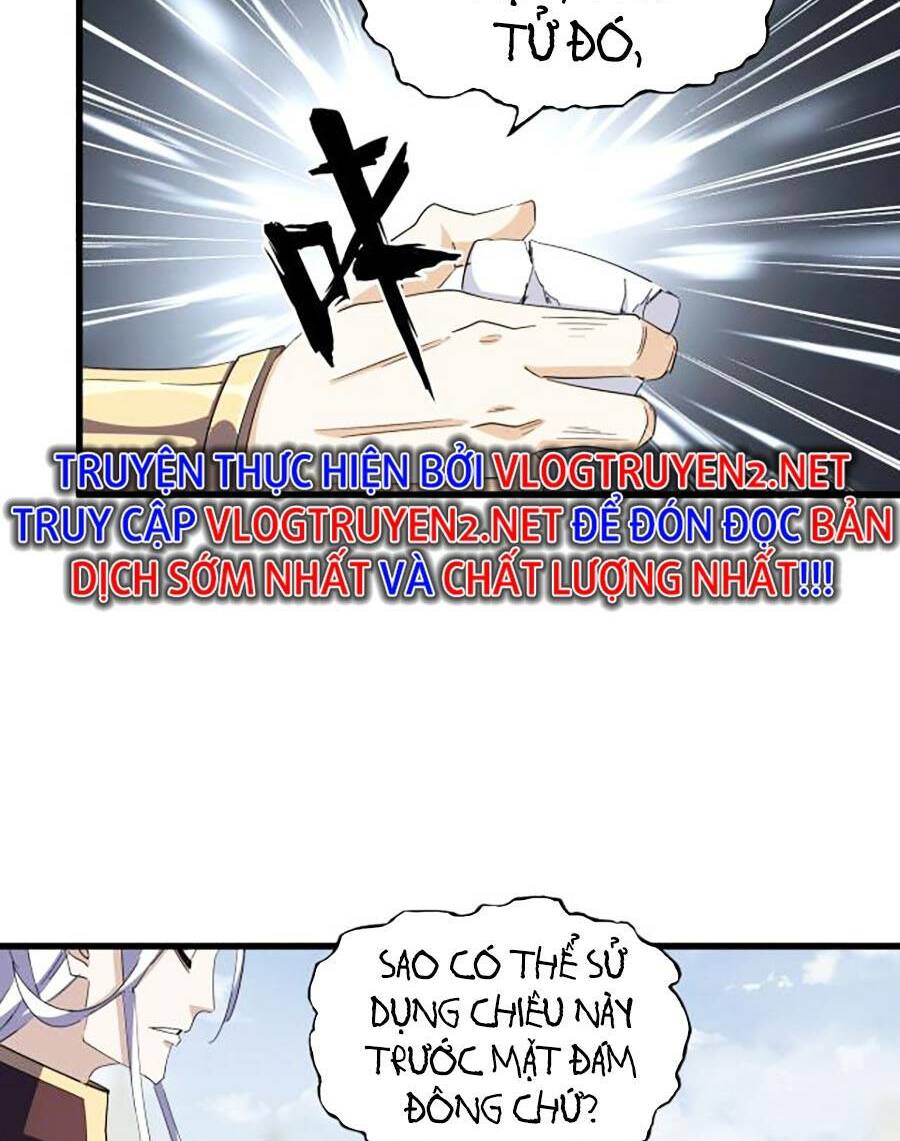 TỬ ĐÓ,
咔
TRUYỆN THỰC HIỆN BỞI VLOGTRUYEN2.NET
TRUY CẬP VLOGTRUYEN2.NET ĐỂ ĐÓN ĐỌC BẢN
DỊCH SỚM NHẤT VÀ CHẤT LƯỢNG NHẤT!!!
SAO CÓ THỂ SỬ
DỤNG CHIÊU NÀY
TRƯỚC MẶT ĐÁM
ĐÔNG CHỨ?